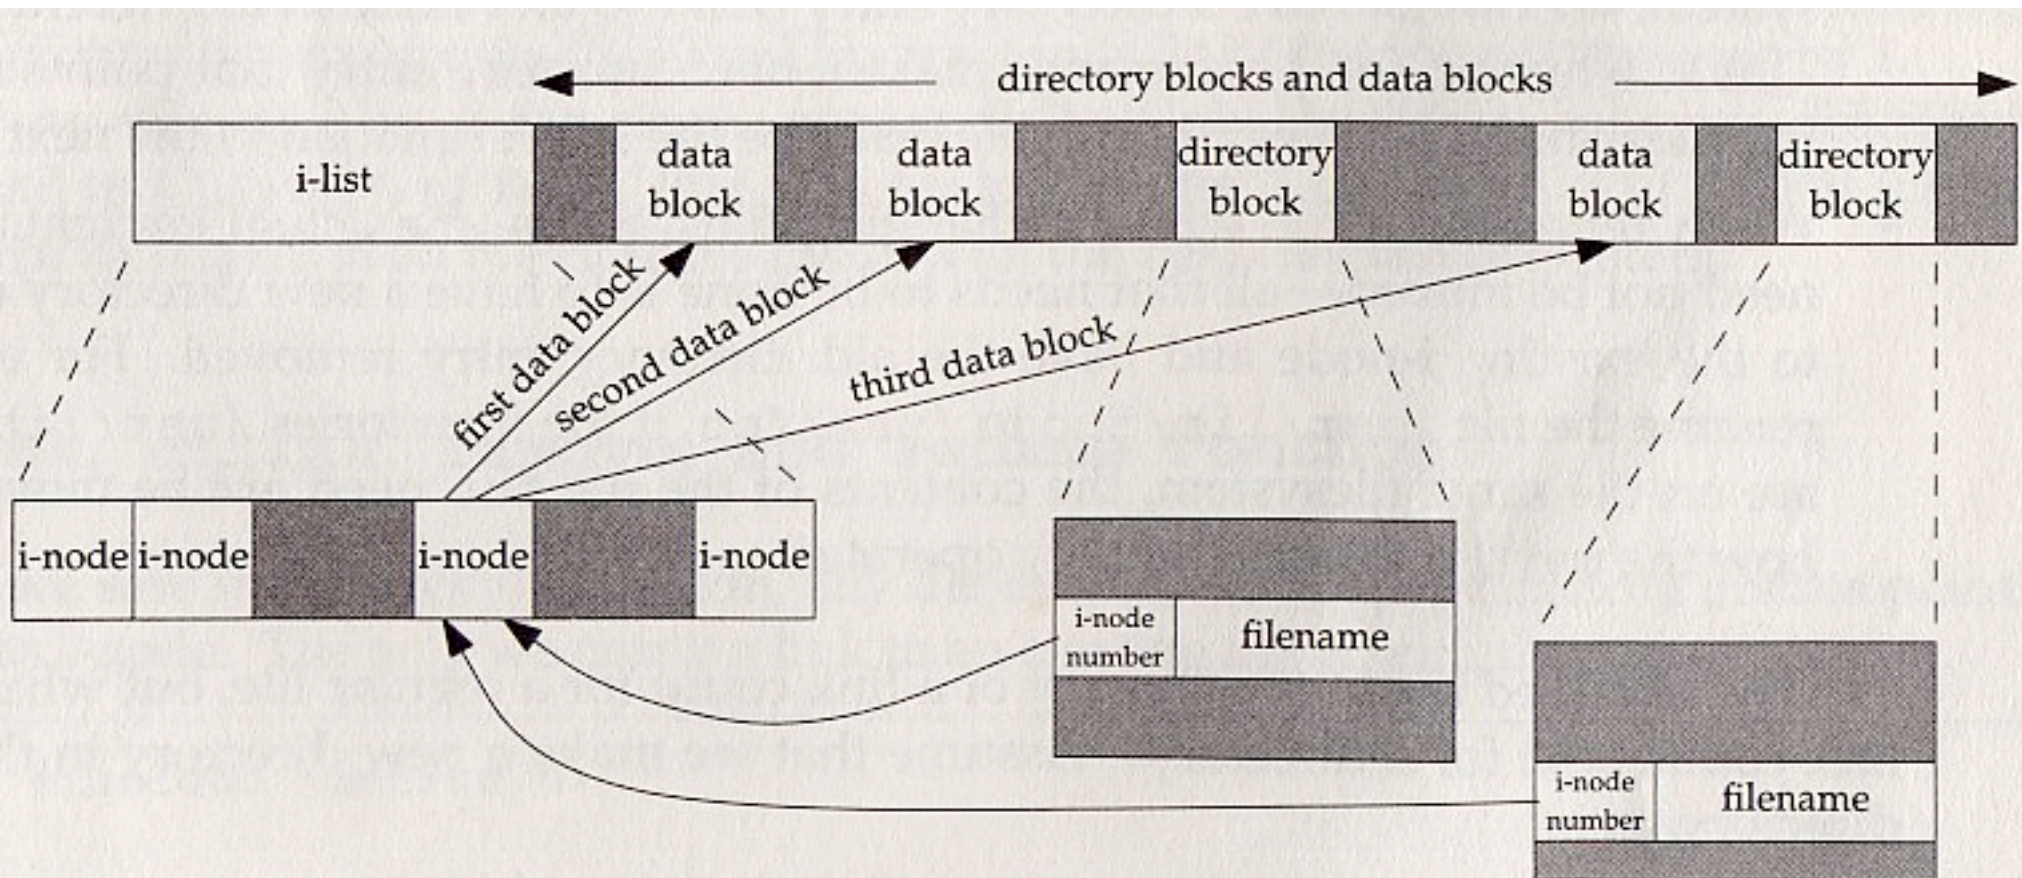 directory blocks and data blocks
i-list
data
block
data
block
directory
block
data
block
directory
block
first data block
second data block
third data block
i-node
i-node
i-node
i-node
i-node
number
filename
i-node
number
filename